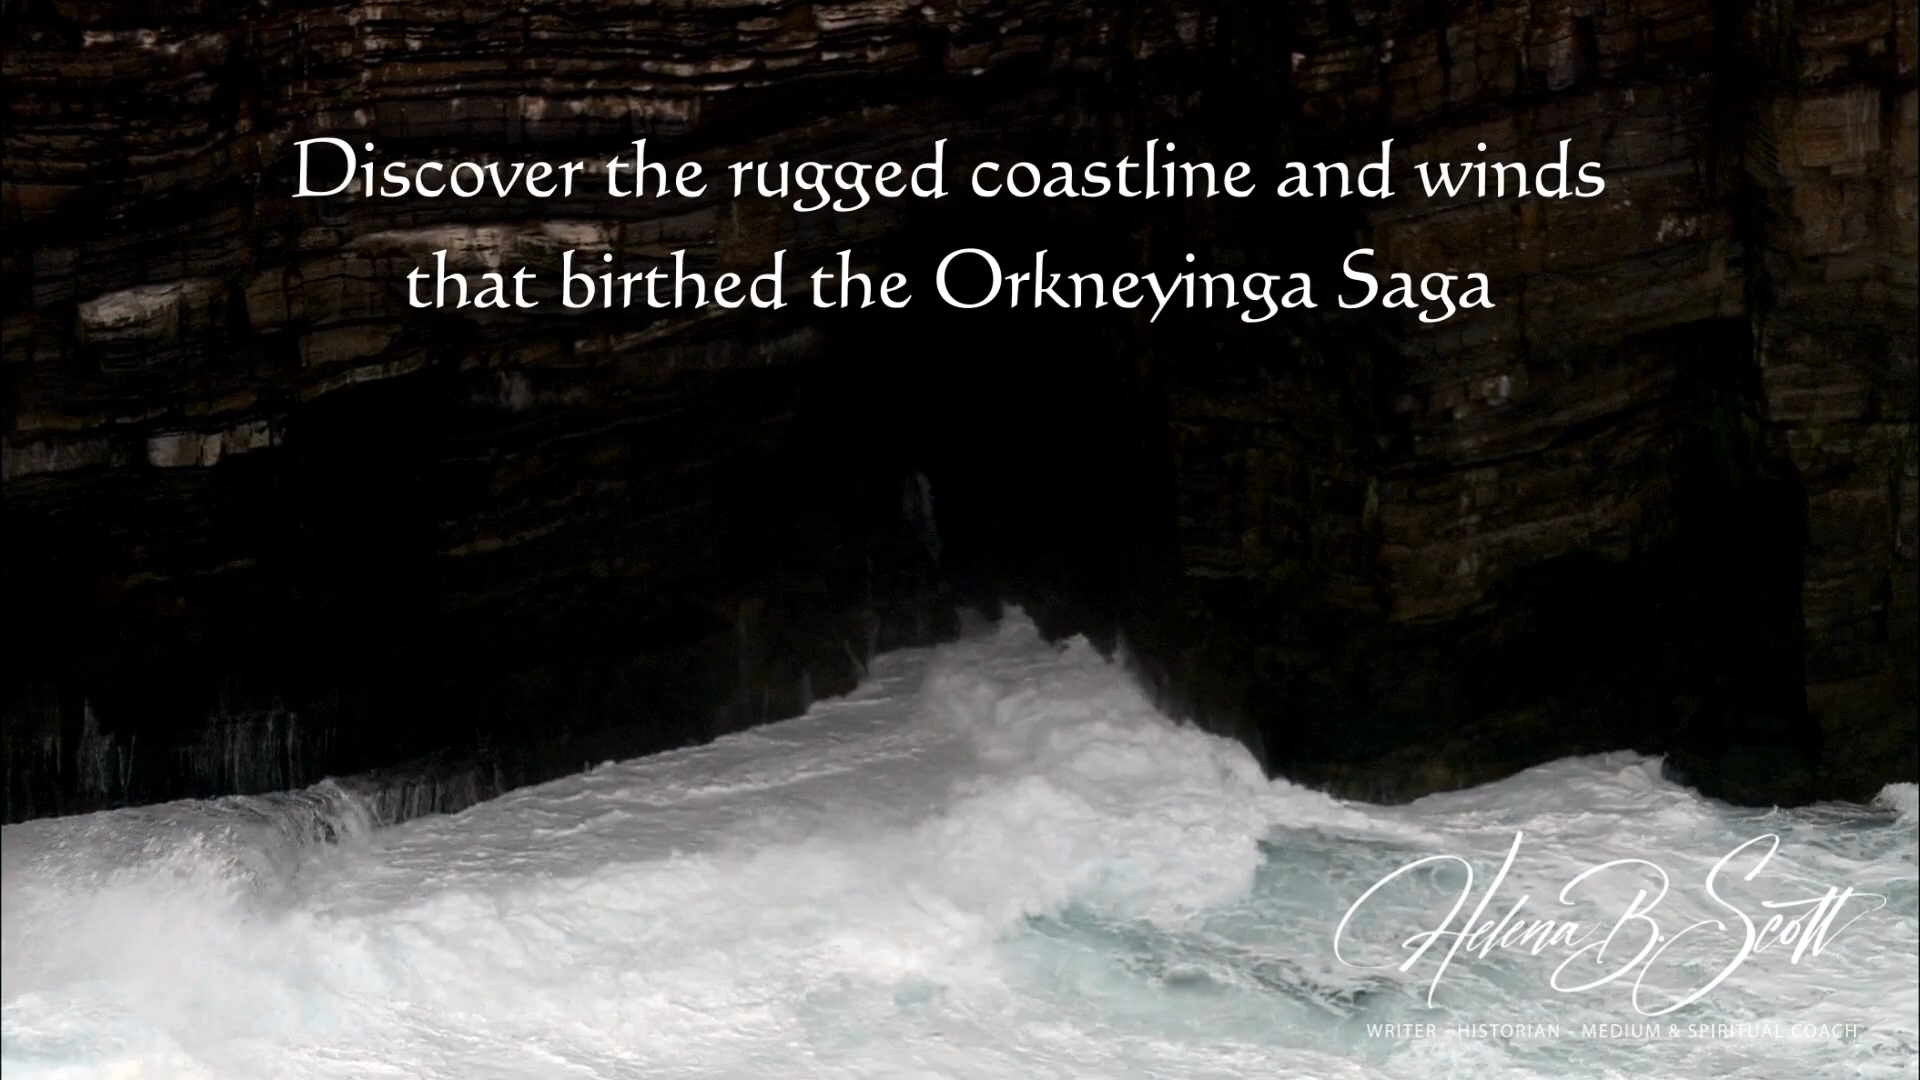 Discover the rugged coastline and winds
that birthed the Orkneyinga Saga
Helena B. Scott
WRITER - HISTORIAN - MEDIUM & SPIRITUAL COACH